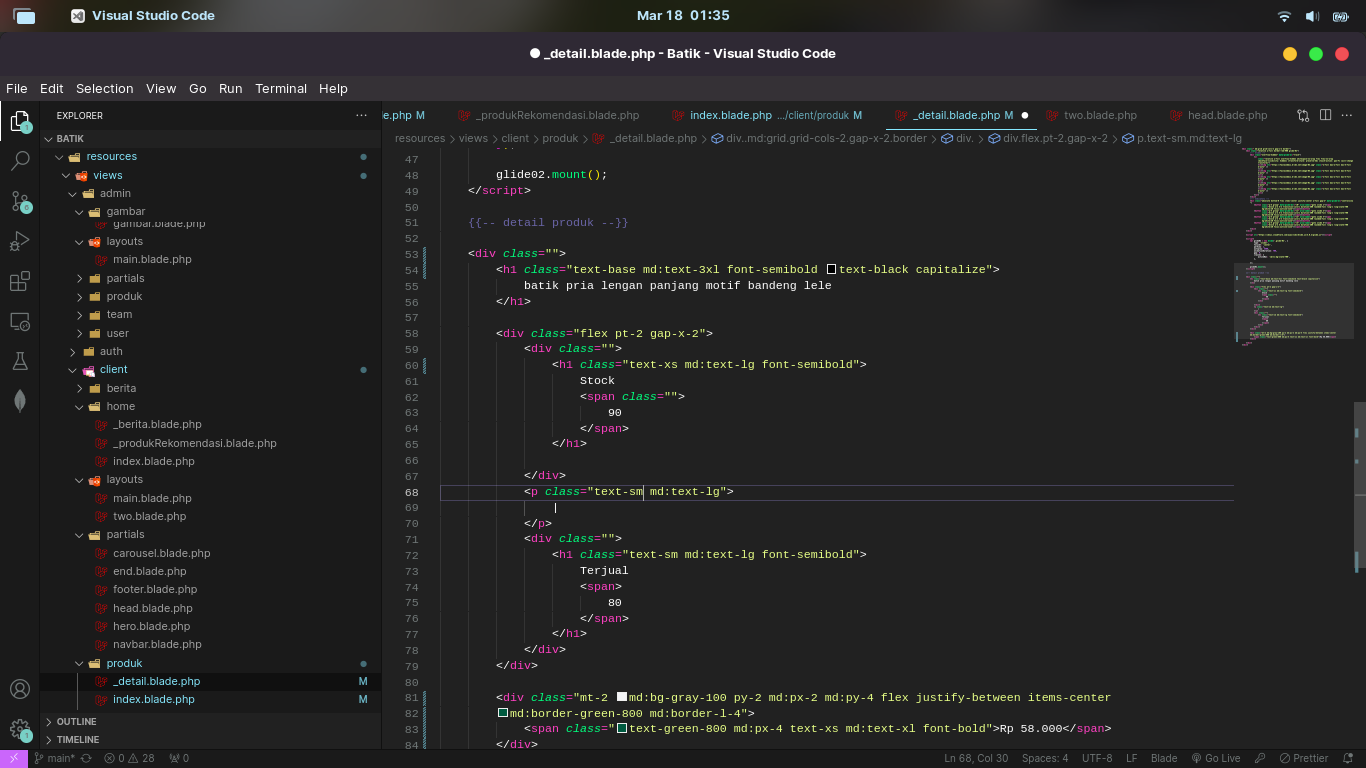 Visual Studio Code
Mar 18 01:35
● _detail.blade.php - Batik - Visual Studio Code
File Edit Selection View Go Run Terminal Help
EXPLORER
BATIK
resources
views
admin
gambar
gambar.blade.php
layouts
main.blade.php
partials
produk
team
user
auth
client
berita
home
_berita.blade.php
_produkRekomendasi.blade.php
index.blade.php
layouts
main.blade.php
two.blade.php
partials
carousel.blade.php
end.blade.php
footer.blade.php
head.blade.php
hero.blade.php
navbar.blade.php
produk
_detail.blade.php M
index.blade.php M
OUTLINE
TIMELINE
e.php M
_produkRekomendasi.blade.php
index.blade.php .../client/produk M
_detail.blade.php M ●
two.blade.php
head.blade.php
resources > views > client > produk > _detail.blade.php > div..md:grid.grid-cols-2.gap-x-2.border > div. > div.flex.pt-2.gap-x-2 > p.text-sm.md:text-lg
47
48 glide02.mount();
49 </script>
50
51 {{-- detail produk --}}
52
53 <div class="">
54 <h1 class="text-base md:text-3xl font-semibold text-black capitalize">
55 batik pria lengan panjang motif bandeng lele
56 </h1>
57
58 <div class="flex pt-2 gap-x-2">
59 <div class="">
60 <h1 class="text-xs md:text-lg font-semibold">
61 Stock
62 <span class="">
63 90
64 </span>
65 </h1>
66
67 </div>
68 <p class="text-sm md:text-lg">
69 |
70 </p>
71 <div class="">
72 <h1 class="text-sm md:text-lg font-semibold">
73 Terjual
74 <span>
75 80
76 </span>
77 </h1>
78 </div>
79 </div>
80
81 <div class="mt-2 md:bg-gray-100 py-2 md:px-2 md:py-4 flex justify-between items-center
82 md:border-green-800 md:border-l-4">
83 <span class="text-green-800 md:px-4 text-xs md:text-xl font-bold">Rp 58.000</span>
84 </div>
main* 0 28 0
Ln 68, Col 30 Spaces: 4 UTF-8 LF Blade Go Live Prettier